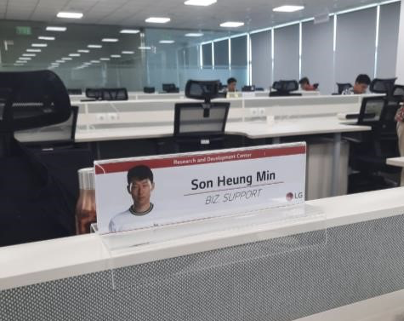 Research and Development Center
Son Heung Min
BIZ. SUPPORT
LG